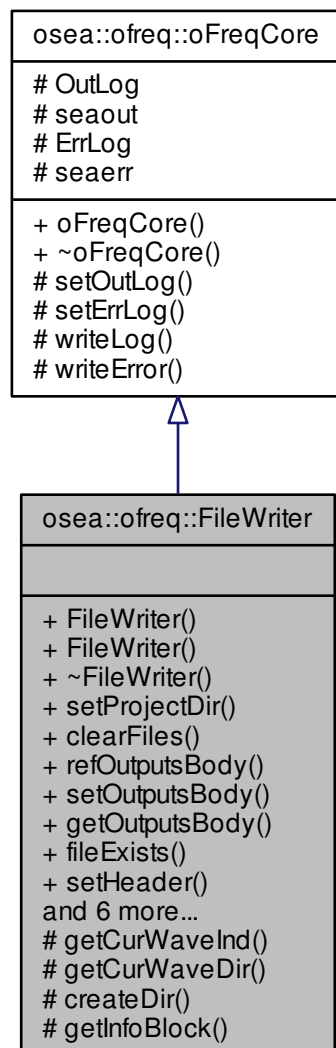 osea::ofreq::oFreqCore
# OutLog
# seaout
# ErrLog
# seaerr
+ oFreqCore()
+ ~oFreqCore()
# setOutLog()
# setErrLog()
# writeLog()
# writeError()
osea::ofreq::FileWriter
+ FileWriter()
+ FileWriter()
+ ~FileWriter()
+ setProjectDir()
+ clearFiles()
+ refOutputsBody()
+ setOutputsBody()
+ getOutputsBody()
+ fileExists()
+ setHeader()
and 6 more...
# getCurWaveInd()
# getCurWaveDir()
# createDir()
# getInfoBlock()